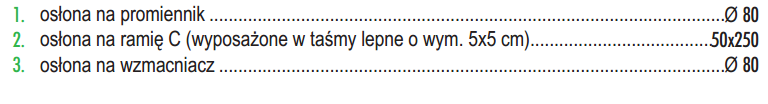 1. osłona na promiennik ........................................................................................................Ø 80
2. osłona na ramię C (wyposażone w taśmy lepne o wym. 5x5 cm)....................................50x250
3. osłona na wzmacniacz ......................................................................................................Ø 80